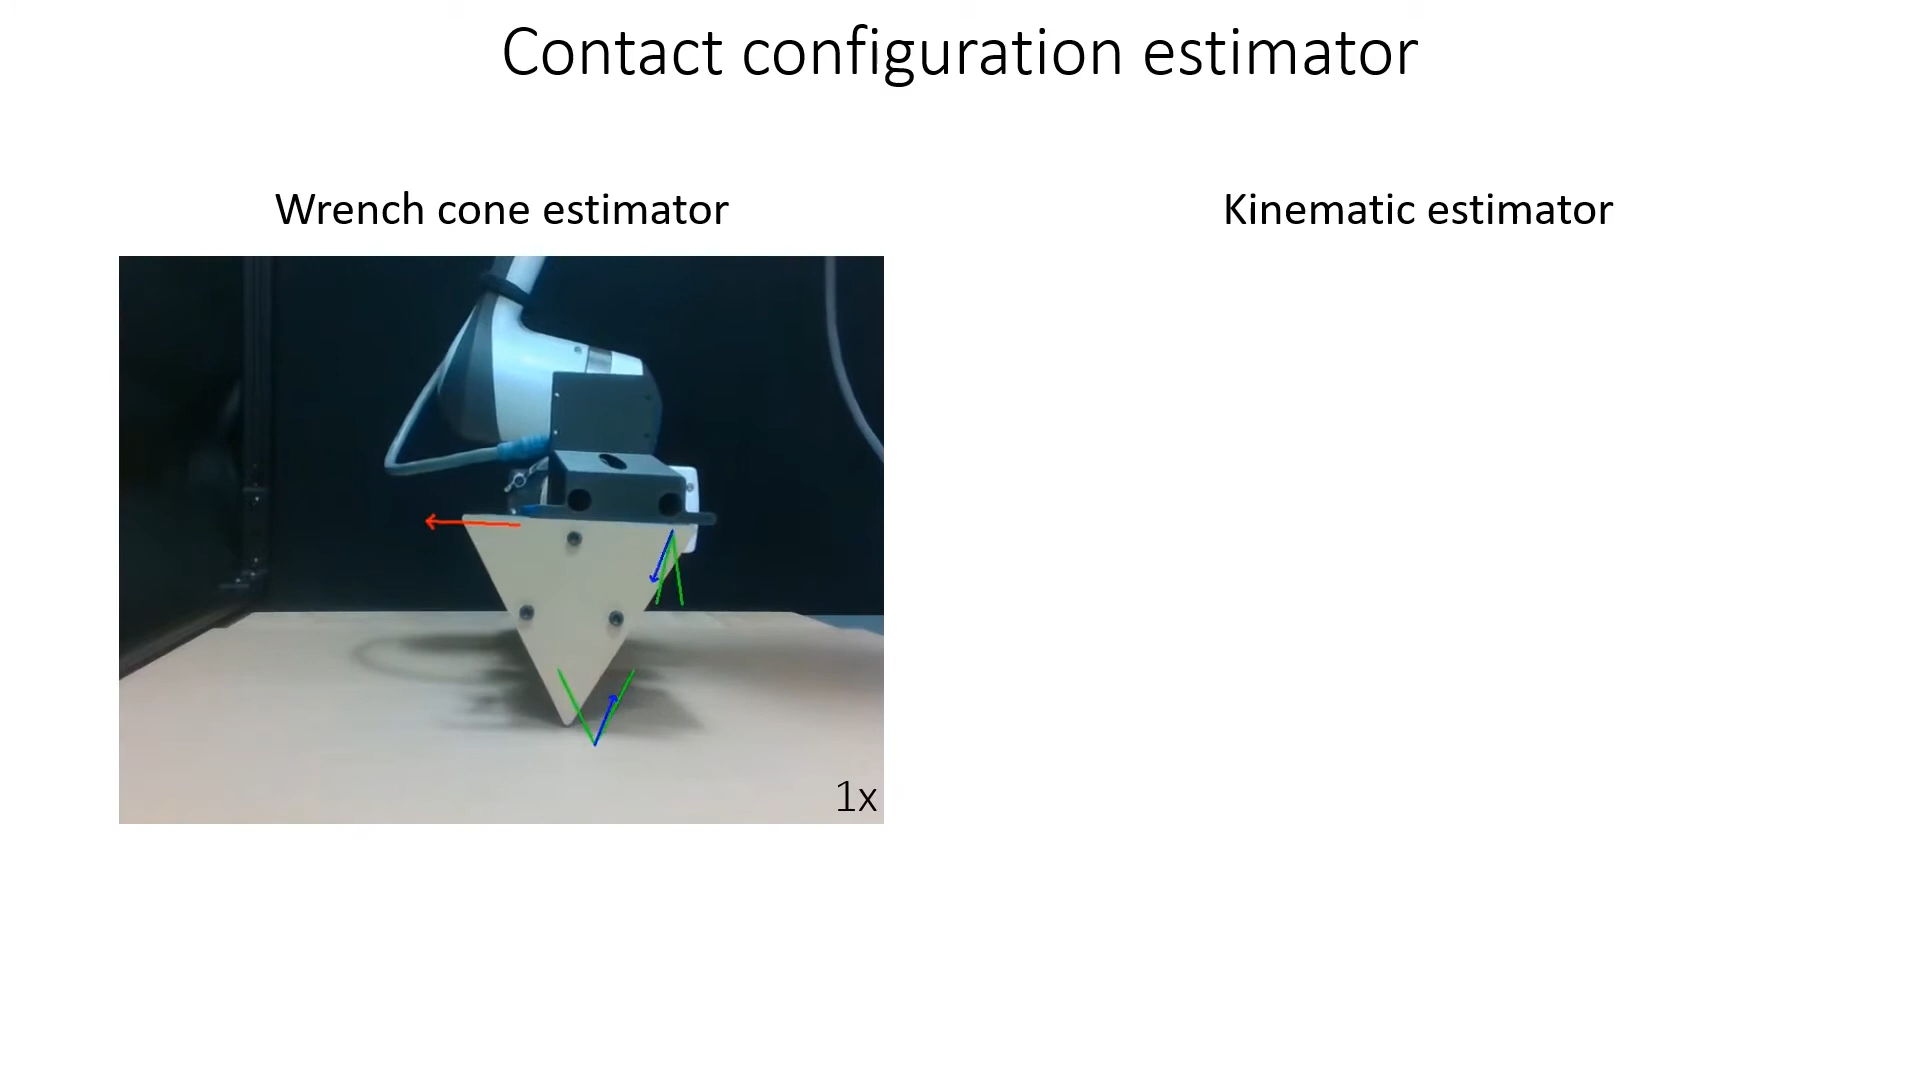 Contact configuration estimator
Wrench cone estimator
Kinematic estimator
1x